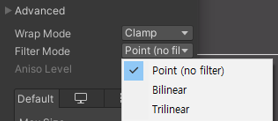 Advanced
Wrap Mode Clamp
Filter Mode Point (no fil
Aniso Level
Point (no filter)
Bilinear
Trilinear
Default